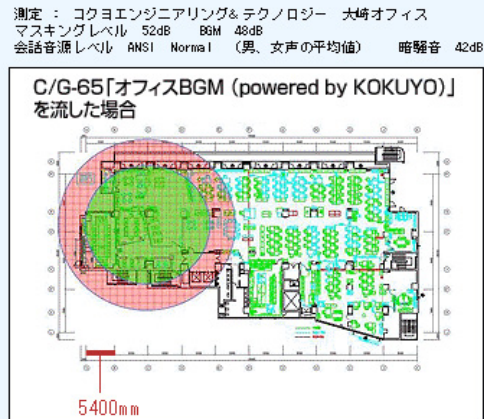 測定 : コクヨエンジニアリング&テクノロジー 大崎オフィス
マスキングレベル 52dB BGM 48dB
会話音源レベル ANSI Normal (男、女声の平均値) 暗騒音 42dB
C/G-65「オフィスBGM (powered by KOKUYO)」
を流した場合
5400mm